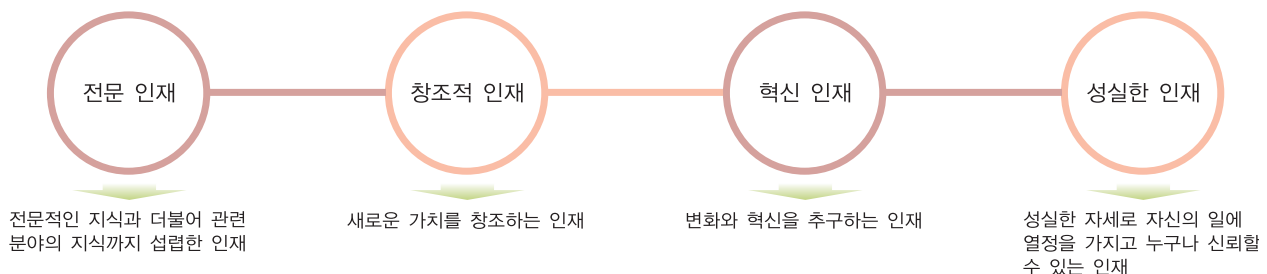 전문 인재
창조적 인재
혁신 인재
성실한 인재
전문적인 지식과 더불어 관련
분야의 지식까지 섭렵한 인재
새로운 가치를 창조하는 인재
변화와 혁신을 추구하는 인재
성실한 자세로 자신의 일에
열정을 가지고 누구나 신뢰할
수 있는 인재